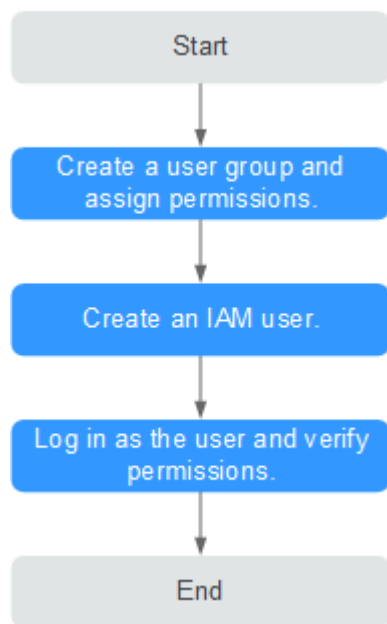 Start
Create a user group and
assign permissions.
Create an IAM user.
Log in as the user and verify
permissions.
End